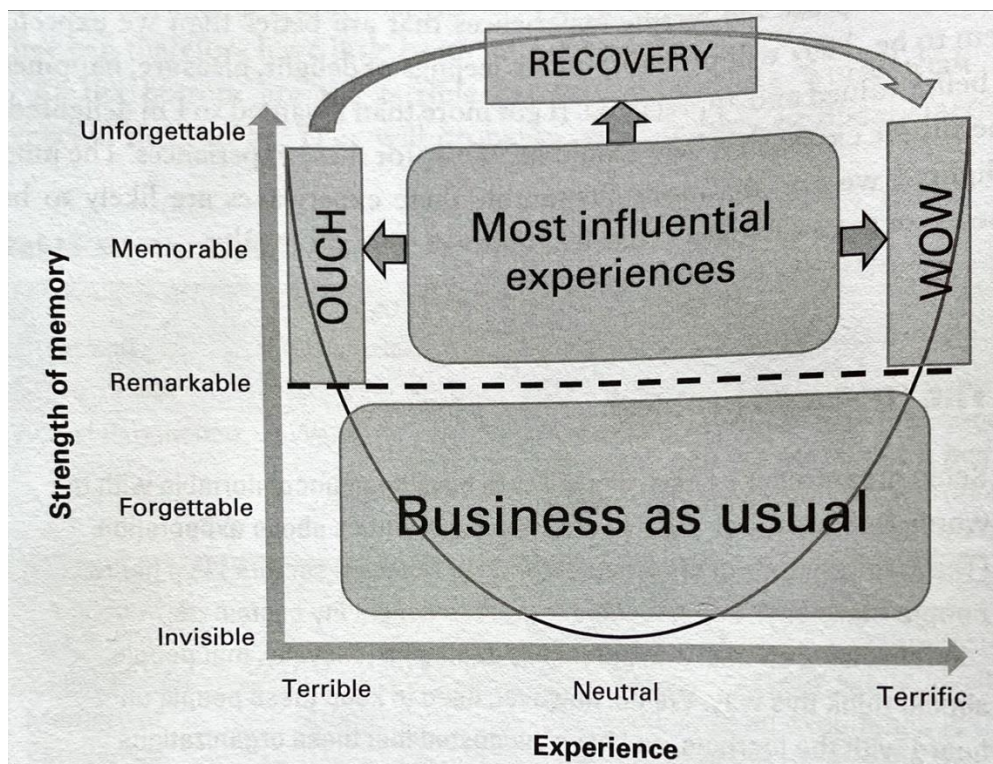 RECOVERY
Unforgettable
OUCH
Most influential
experiences
WOW
Memorable
Remarkable
Strength of memory
Forgettable
Business as usual
Invisible
Terrible
Neutral
Terrific
Experience